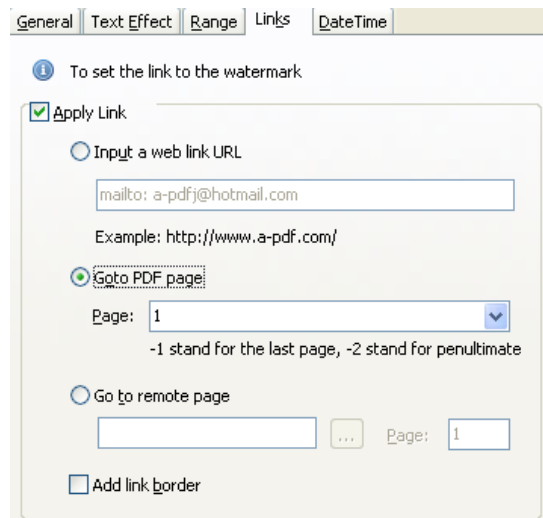 General Text Effect Range Links DateTime
To set the link to the watermark
Apply Link
Input a web link URL
mailto: a-pdfj@hotmail.com
Example: http://www.a-pdf.com/
Goto PDF page
Page: 1
-1 stand for the last page, -2 stand for penultimate
Go to remote page
... Page: 1
Add link border